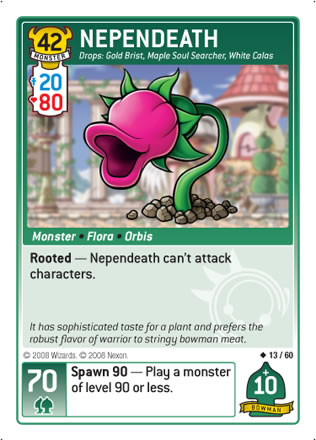 42
MONSTER
NEPENDEATH
Drops: Gold Brist, Maple Soul Searcher, White Calas
20
80
Monster • Flora • Orbis
Rooted — Nependeath can't attack
characters.
It has sophisticated taste for a plant and prefers the
robust flavor of warrior to stringy bowman meat.
© 2008 Wizards. © 2008 Nexon.
◆ 13 / 60
70
Spawn 90 — Play a monster
of level 90 or less.
+
10
BOWMAN